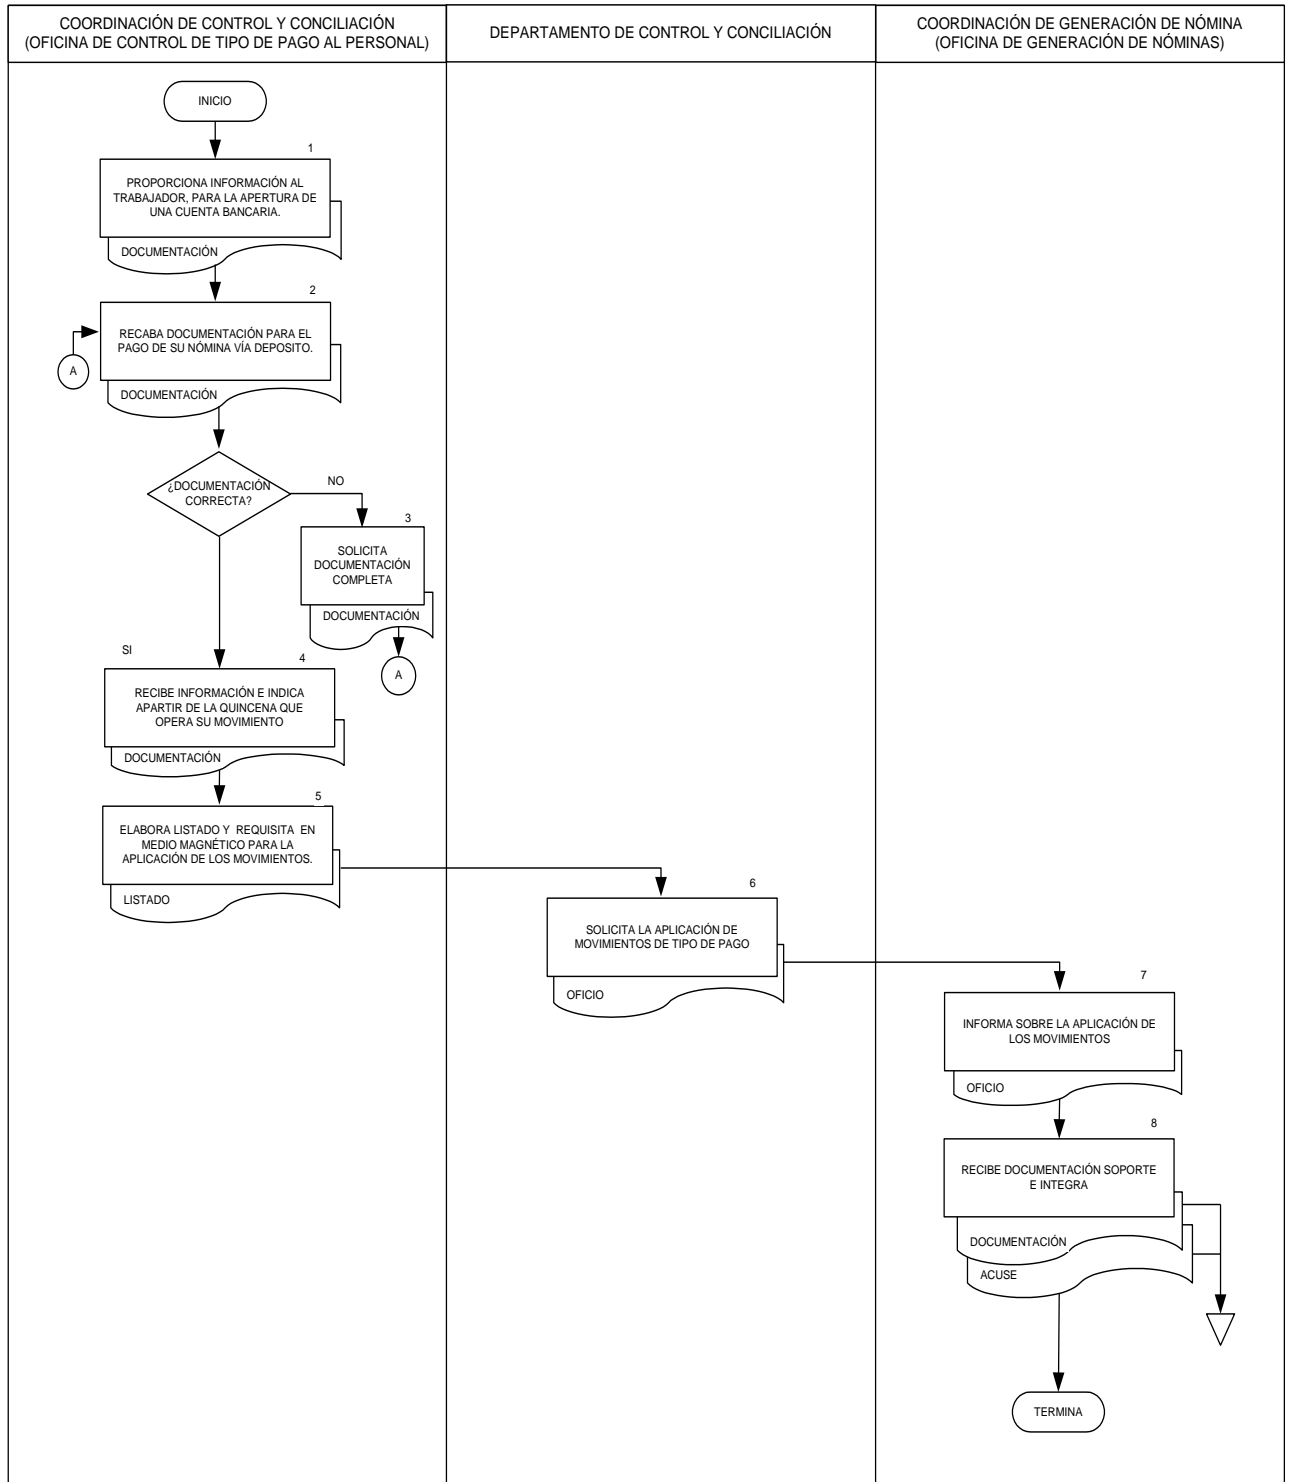 COORDINACIÓN DE CONTROL Y CONCILIACIÓN
(OFICINA DE CONTROL DE TIPO DE PAGO AL PERSONAL)
DEPARTAMENTO DE CONTROL Y CONCILIACIÓN
COORDINACIÓN DE GENERACIÓN DE NÓMINA
(OFICINA DE GENERACIÓN DE NÓMINAS)
INICIO
1
PROPORCIONA INFORMACIÓN AL
TRABAJADOR, PARA LA APERTURA DE
UNA CUENTA BANCARIA.
DOCUMENTACIÓN
2
RECABA DOCUMENTACIÓN PARA EL
PAGO DE SU NÓMINA VÍA DEPOSITO.
A
DOCUMENTACIÓN
¿DOCUMENTACIÓN
CORRECTA?
NO
3
SOLICITA
DOCUMENTACIÓN
COMPLETA
DOCUMENTACIÓN
A
SI
4
RECIBE INFORMACIÓN E INDICA
APARTIR DE LA QUINCENA QUE
OPERA SU MOVIMIENTO
DOCUMENTACIÓN
5
ELABORA LISTADO Y REQUISITA EN
MEDIO MAGNÉTICO PARA LA
APLICACIÓN DE LOS MOVIMIENTOS.
LISTADO
6
SOLICITA LA APLICACIÓN DE
MOVIMIENTOS DE TIPO DE PAGO
OFICIO
7
INFORMA SOBRE LA APLICACIÓN DE
LOS MOVIMIENTOS
OFICIO
8
RECIBE DOCUMENTACIÓN SOPORTE
E INTEGRA
DOCUMENTACIÓN
ACUSE
TERMINA